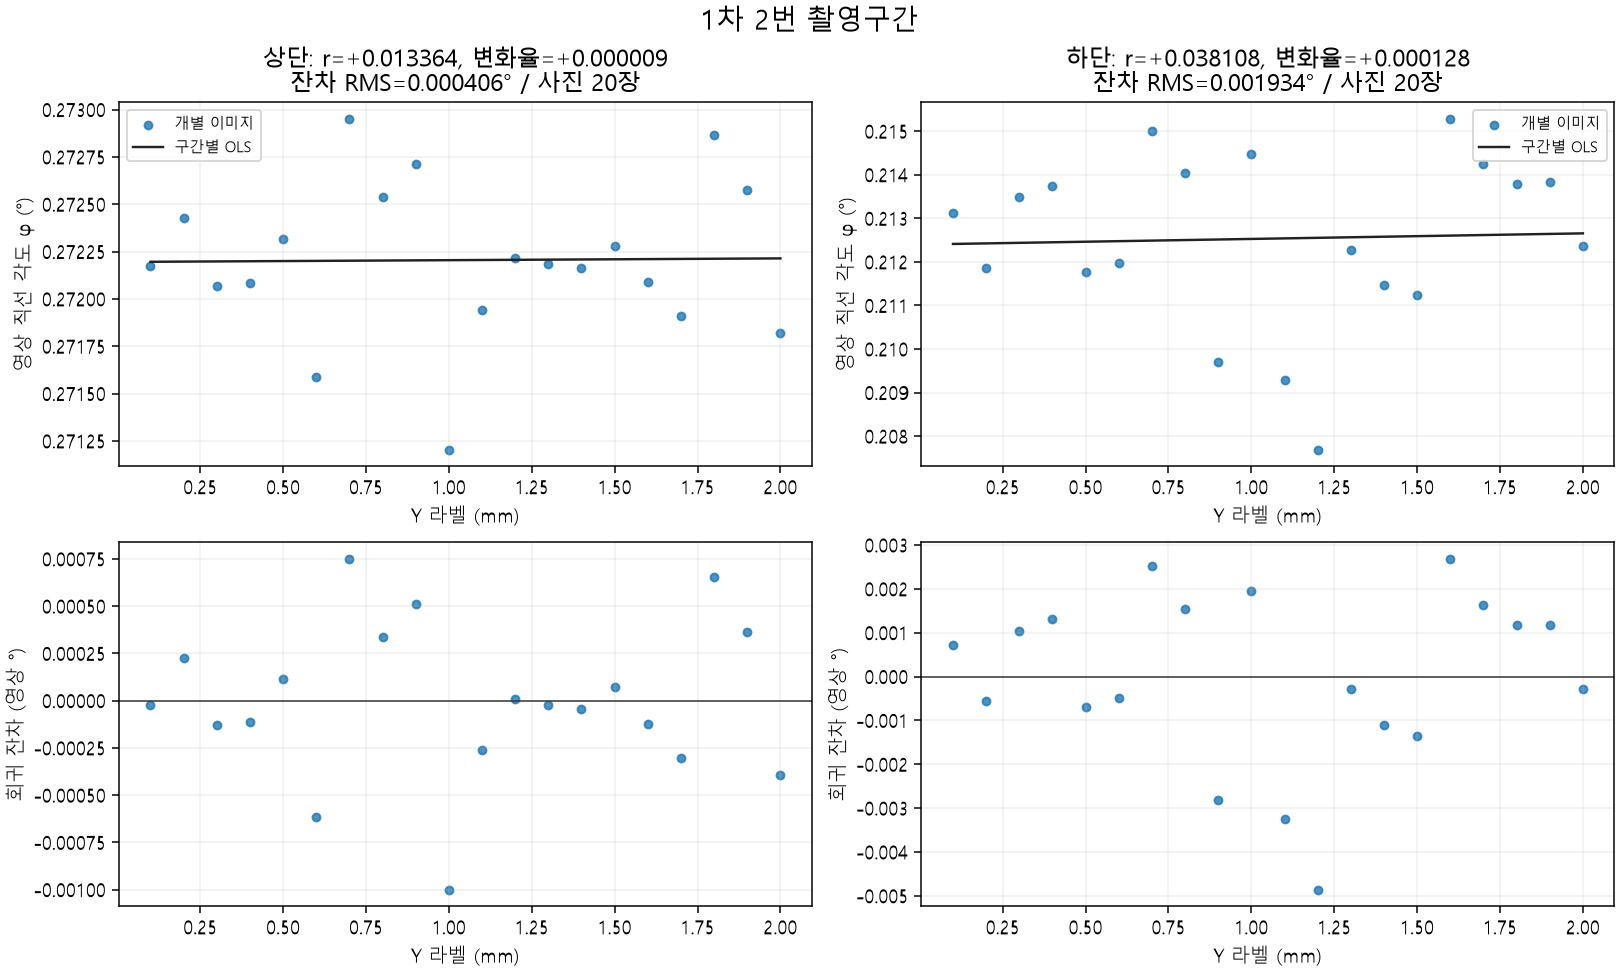 1차 2번 촬영구간
상단: r=+0.013364, 변화율=+0.000009
잔차 RMS=0.000406° / 사진 20장
0.27300
0.27275
0.27250
0.27225
0.27200
0.27175
0.27150
0.27125
영상 직선 각도 φ (°)
개별 이미지
구간별 OLS
0.25 0.50 0.75 1.00 1.25 1.50 1.75 2.00
Y 라벨 (mm)
하단: r=+0.038108, 변화율=+0.000128
잔차 RMS=0.001934° / 사진 20장
0.215
0.214
0.213
0.212
0.211
0.210
0.209
0.208
영상 직선 각도 φ (°)
개별 이미지
구간별 OLS
0.25 0.50 0.75 1.00 1.25 1.50 1.75 2.00
Y 라벨 (mm)
0.00075
0.00050
0.00025
0.00000
-0.00025
-0.00050
-0.00075
-0.00100
회귀 잔차 (영상 °)
0.25 0.50 0.75 1.00 1.25 1.50 1.75 2.00
Y 라벨 (mm)
0.003
0.002
0.001
0.000
-0.001
-0.002
-0.003
-0.004
-0.005
회귀 잔차 (영상 °)
0.25 0.50 0.75 1.00 1.25 1.50 1.75 2.00
Y 라벨 (mm)